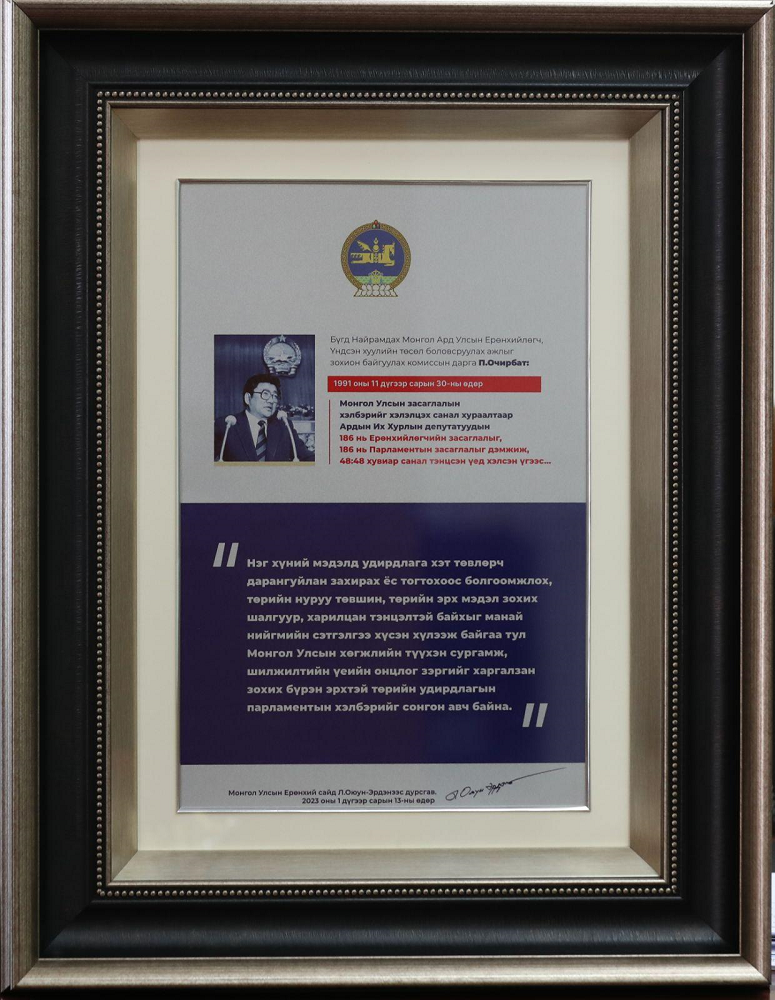 Бүгд Найрамдах Монгол Ард Улсын Ерөнхийлөгч,
Үндсэн хуулийн төсөл боловсруулах ажлыг
зохион байгуулах комиссын дарга П.Очирбат:
1991 оны 11 дүгээр сарын 30-ны өдөр
Монгол Улсын засаглалын
хэлбэрийг хэлэлцэх санал хураалтаар
Ардын Их Хурлын депутатуудын
186 нь Ерөнхийлөгчийн засаглалыг,
186 нь Парламентын засаглалыг дэмжиж,
48:48 хувиар санал тэнцсэн үед хэлсэн үгээс...
" Нэг хүний мэдэлд удирдлага хэт төвлөрч
дарангуйлан захирах ёс тогтохоос болгоомжлох,
төрийн нуруу төвшин, төрийн эрх мэдэл зохих
шалгуур, харилцан тэнцэлтэй байхыг манай
нийгмийн сэтгэлгээ хүсэн хүлээж байгаа тул
Монгол Улсын хөгжлийн түүхэн сургамж,
шилжилтийн үеийн онцлог зэргийг харгалзан
зохих бүрэн эрхтэй төрийн удирдлагын
парламентын хэлбэрийг сонгон авч байна. "
Монгол Улсын Ерөнхий сайд Л.Оюун-Эрдэнээс дурсгав.
2023 оны 1 дүгээр сарын 13-ны өдөр